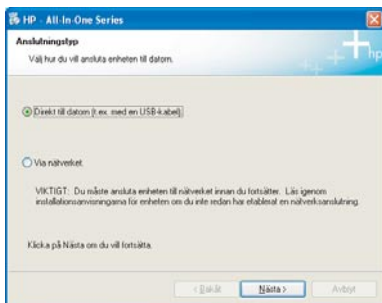 HP - All-In-One Series
Anslutningstyp
Välj hur du vill ansluta enheten till datorn.
hp
Direkt till datorn (t.ex. med en USB-kabel).
Via nätverket.
VIKTIGT: Du måste ansluta enheten till nätverket innan du fortsätter. Läs igenom
installationsanvisningarna för enheten om du inte redan har etablerat en nätverksanslutning.
Klicka på Nästa om du vill fortsätta.
< Bakåt Nästa > Avbryt